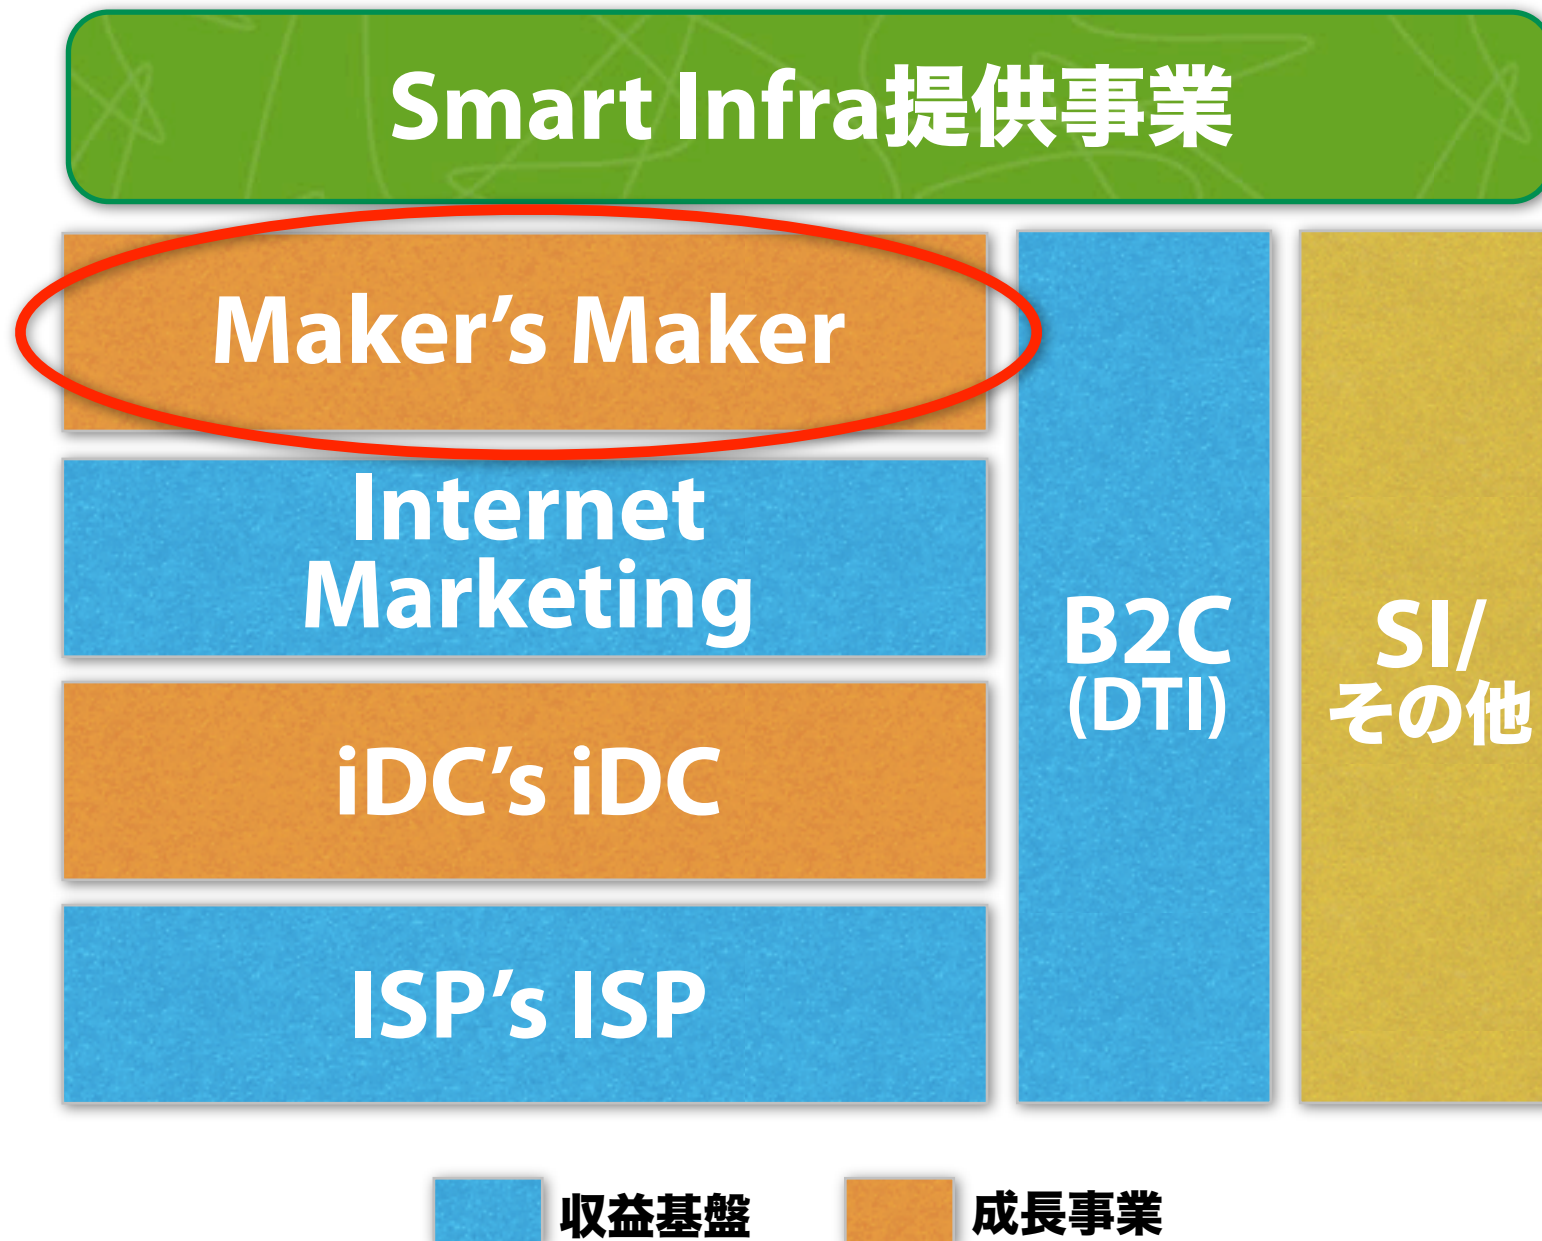 Smart Infra提供事業
Maker’s Maker
Internet
Marketing
iDC’s iDC
ISP’s ISP
B2C
(DTI)
SI/
その他
収益基盤
成長事業